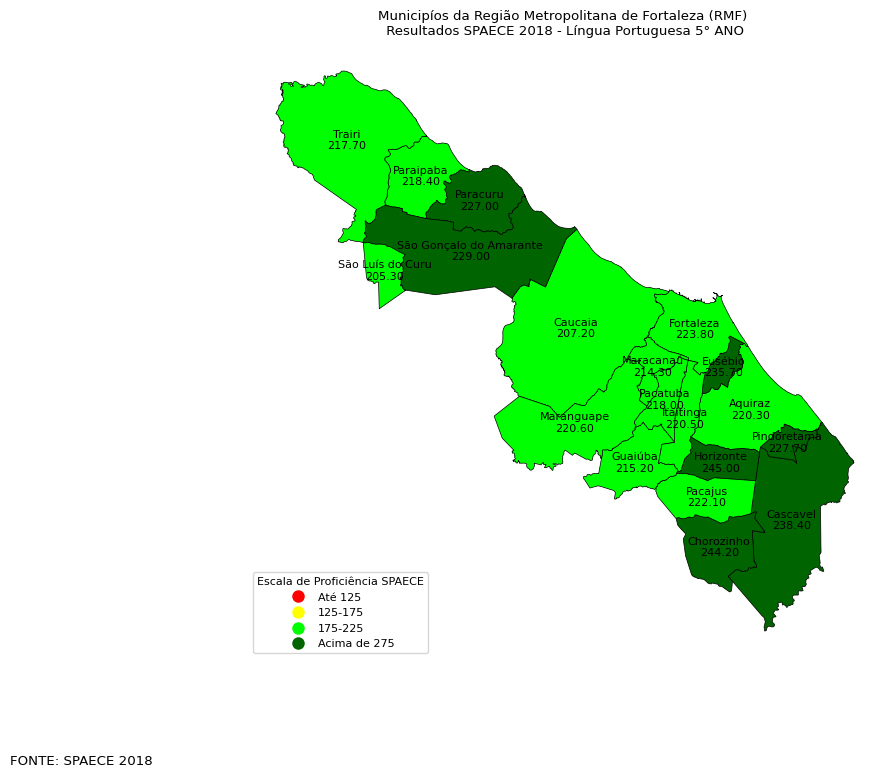 Municipíos da Região Metropolitana de Fortaleza (RMF)
Resultados SPAECE 2018 - Língua Portuguesa 5° ANO
Trairi
217.70
Paraipaba
218.40
Paracuru
227.00
São Gonçalo do Amarante
229.00
São Luís do Curu
205.30
Caucaia
207.20
Fortaleza
223.80
Maracanaú
214.30
Eusébio
235.70
Pacatuba
218.00
Itaitinga
220.50
Aquiraz
220.30
Maranguape
220.60
Pindoretama
227.70
Guaiúba
215.20
Horizonte
245.00
Pacajus
222.10
Cascavel
238.40
Chorozinho
244.20
Escala de Proficiência SPAECE
Até 125
125-175
175-225
Acima de 275
FONTE: SPAECE 2018